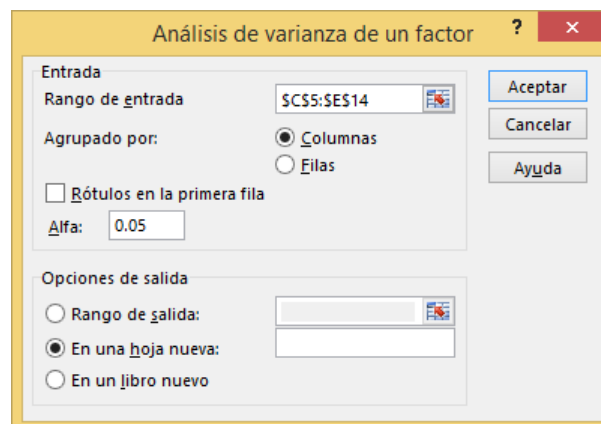 Análisis de varianza de un factor ? ×
Entrada
Rango de entrada $C$5:$E$14
Aceptar
Agrupado por: Columnas
Cancelar
Filas
Ayuda
Rótulos en la primera fila
Alfa: 0.05
Opciones de salida
Rango de salida:
En una hoja nueva:
En un libro nuevo